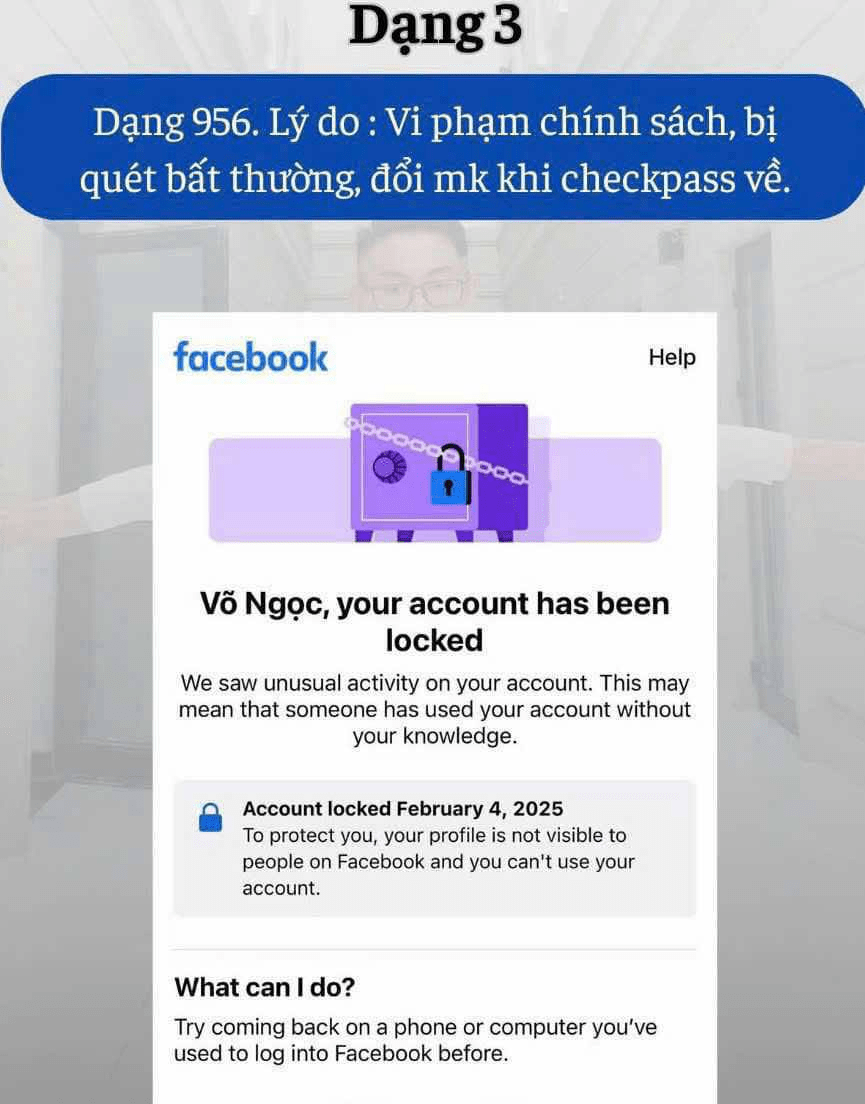 Dạng 3
Dạng 956. Lý do : Vi phạm chính sách, bị
quét bất thường, đổi mk khi checkpass về.
facebook
Help
Võ Ngọc, your account has been
locked
We saw unusual activity on your account. This may
mean that someone has used your account without
your knowledge.
Account locked February 4, 2025
To protect you, your profile is not visible to
people on Facebook and you can't use your
account.
What can I do?
Try coming back on a phone or computer you’ve
used to log into Facebook before.